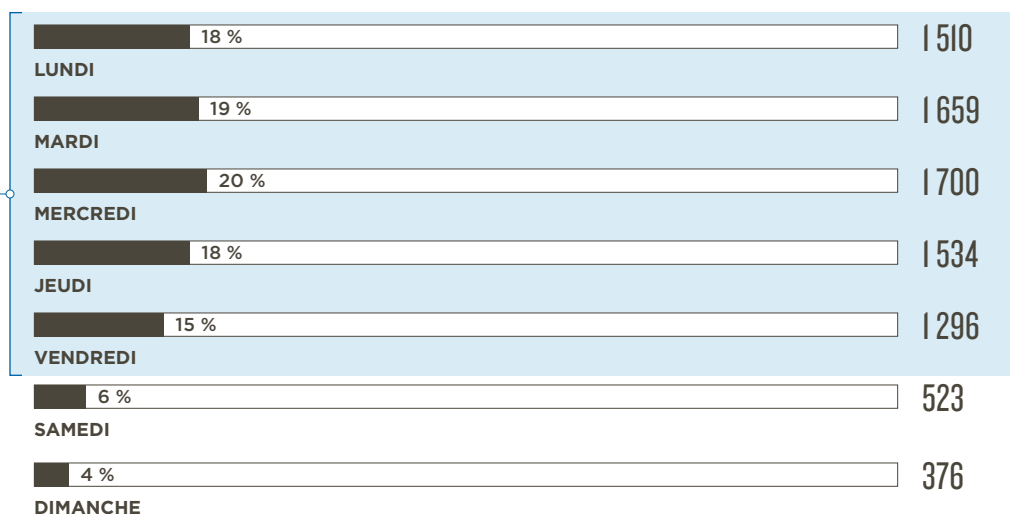 18 % 1 510
LUNDI
19 % 1 659
MARDI
20 % 1 700
MERCREDI
18 % 1 534
JEUDI
15 % 1 296
VENDREDI
6 % 523
SAMEDI
4 % 376
DIMANCHE